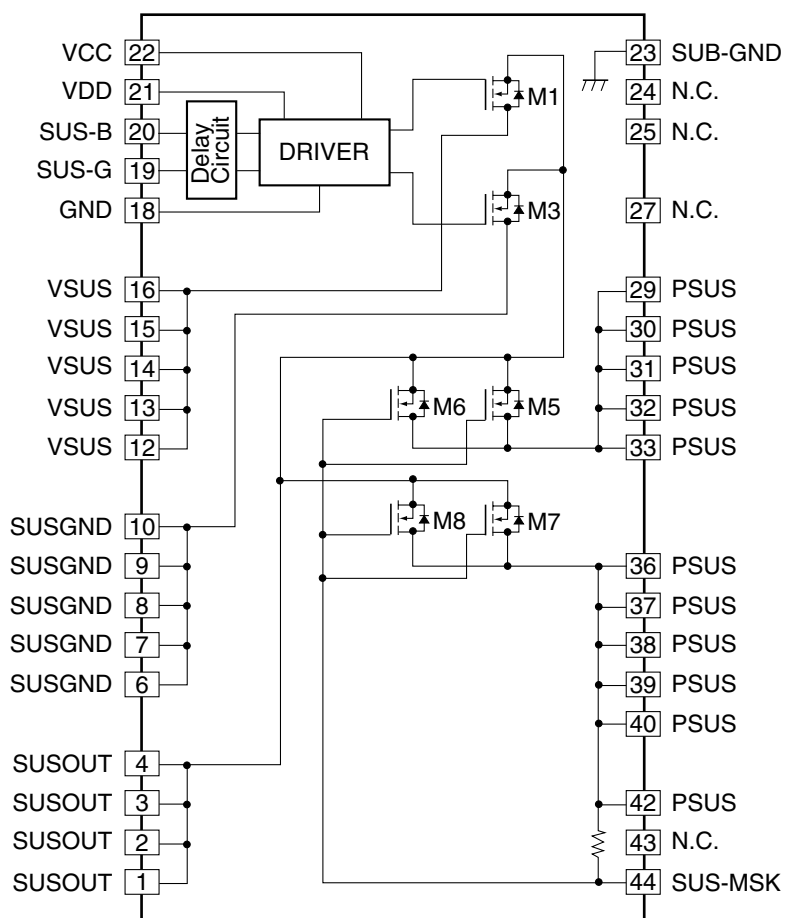 VCC 22
VDD 21
SUS-B 20
SUS-G 19
GND 18
VSUS 16
VSUS 15
VSUS 14
VSUS 13
VSUS 12
SUSGND 10
SUSGND 9
SUSGND 8
SUSGND 7
SUSGND 6
SUSOUT 4
SUSOUT 3
SUSOUT 2
SUSOUT 1
Delay
Circuit
DRIVER
M1
M3
M6
M5
M8
M7
23 SUB-GND
24 N.C.
25 N.C.
27 N.C.
29 PSUS
30 PSUS
31 PSUS
32 PSUS
33 PSUS
36 PSUS
37 PSUS
38 PSUS
39 PSUS
40 PSUS
42 PSUS
43 N.C.
44 SUS-MSK